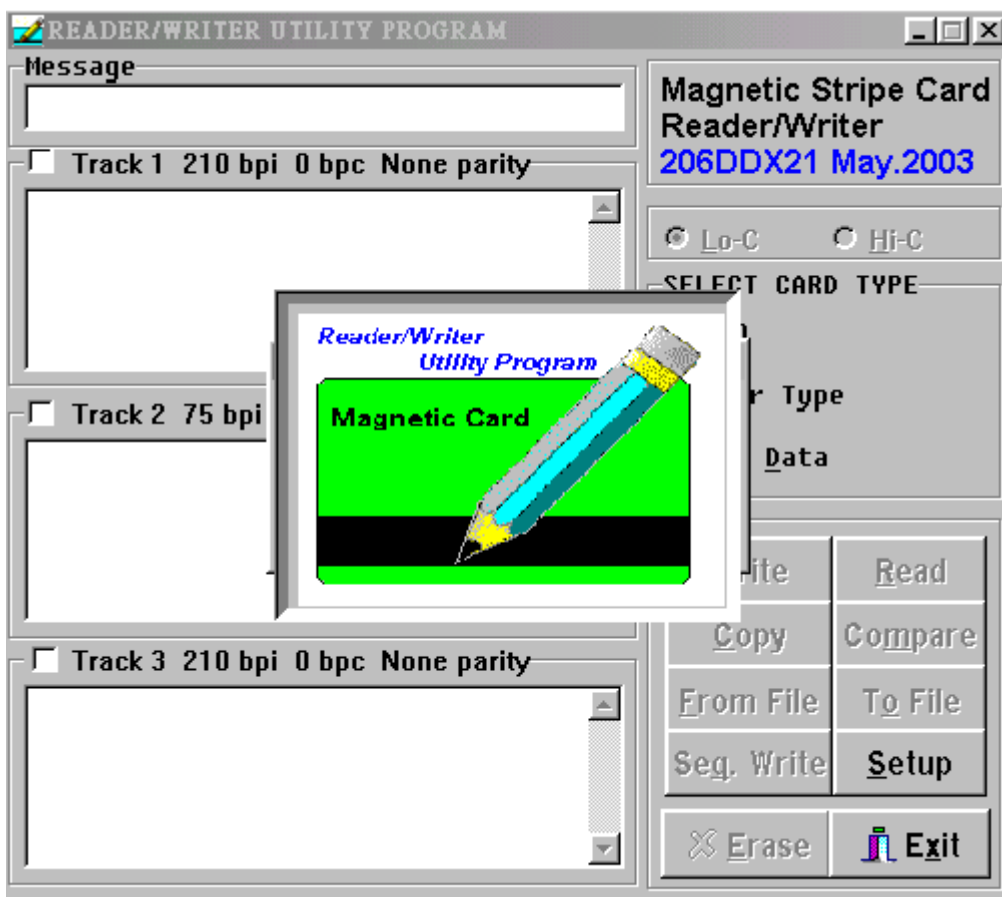 READER/WRITER UTILITY PROGRAM
Message
Track 1 210 bpi 0 bpc None parity
Track 2 75 bpi
Track 3 210 bpi 0 bpc None parity
Reader/Writer
Utility Program
Magnetic Card
Magnetic Stripe Card
Reader/Writer
206DDX21 May.2003
Lo-C Hi-C
SELECT CARD TYPE
Type
Data
Read
Copy Compare
From File To File
Seq. Write Setup
Erase Exit